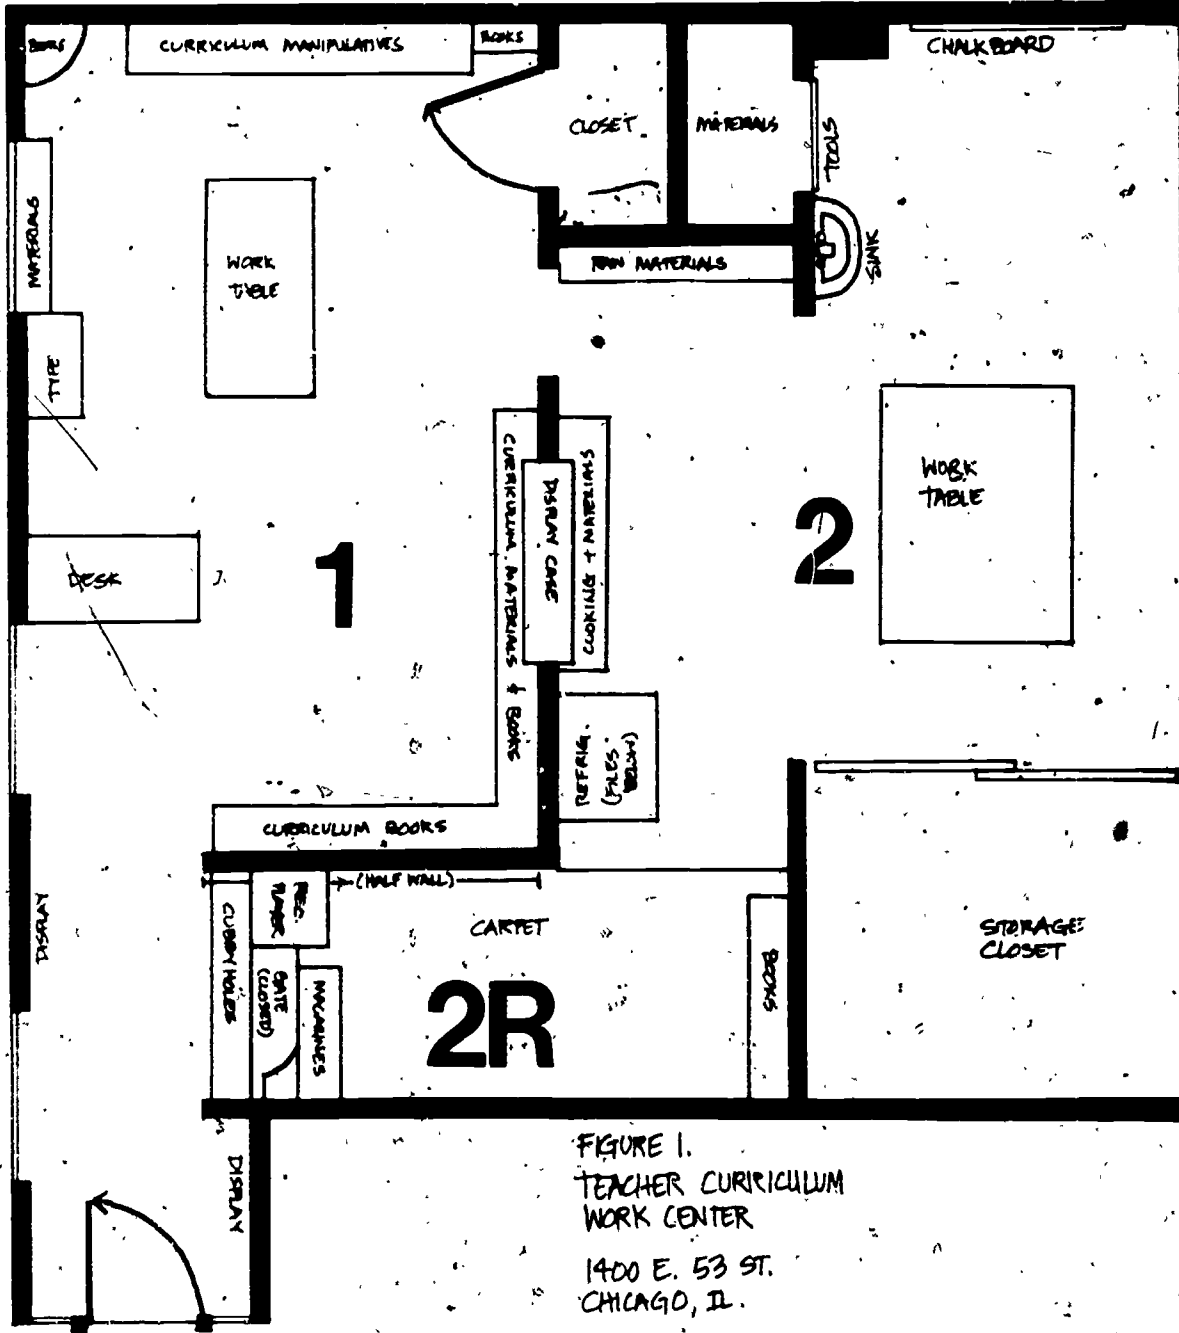 BOOKS
CURRICULUM MANIPULATIVES
BOOKS
CHALKBOARD
CLOSET
MATERIALS
TOOLS
MATERIALS
WORK
TABLE
RAW MATERIALS
SINK
TYPE
CURRICULUM MATERIALS & BOOKS
DISPLAY CASE
COOKING + MATERIALS
WORK
TABLE
DESK
1
2
REFRIG.
(FILES
BELOW)
CURRICULUM BOOKS
(HALF WALL)
REC.
PLAYER
DISPLAY
CUBBY HOLES
CARPET
GATE
(CLOSED)
MAGAZINES
2R
BOOKS
STORAGE
CLOSET
DISPLAY
FIGURE 1.
TEACHER CURRICULUM
WORK CENTER
1400 E. 53 ST.
CHICAGO, IL.